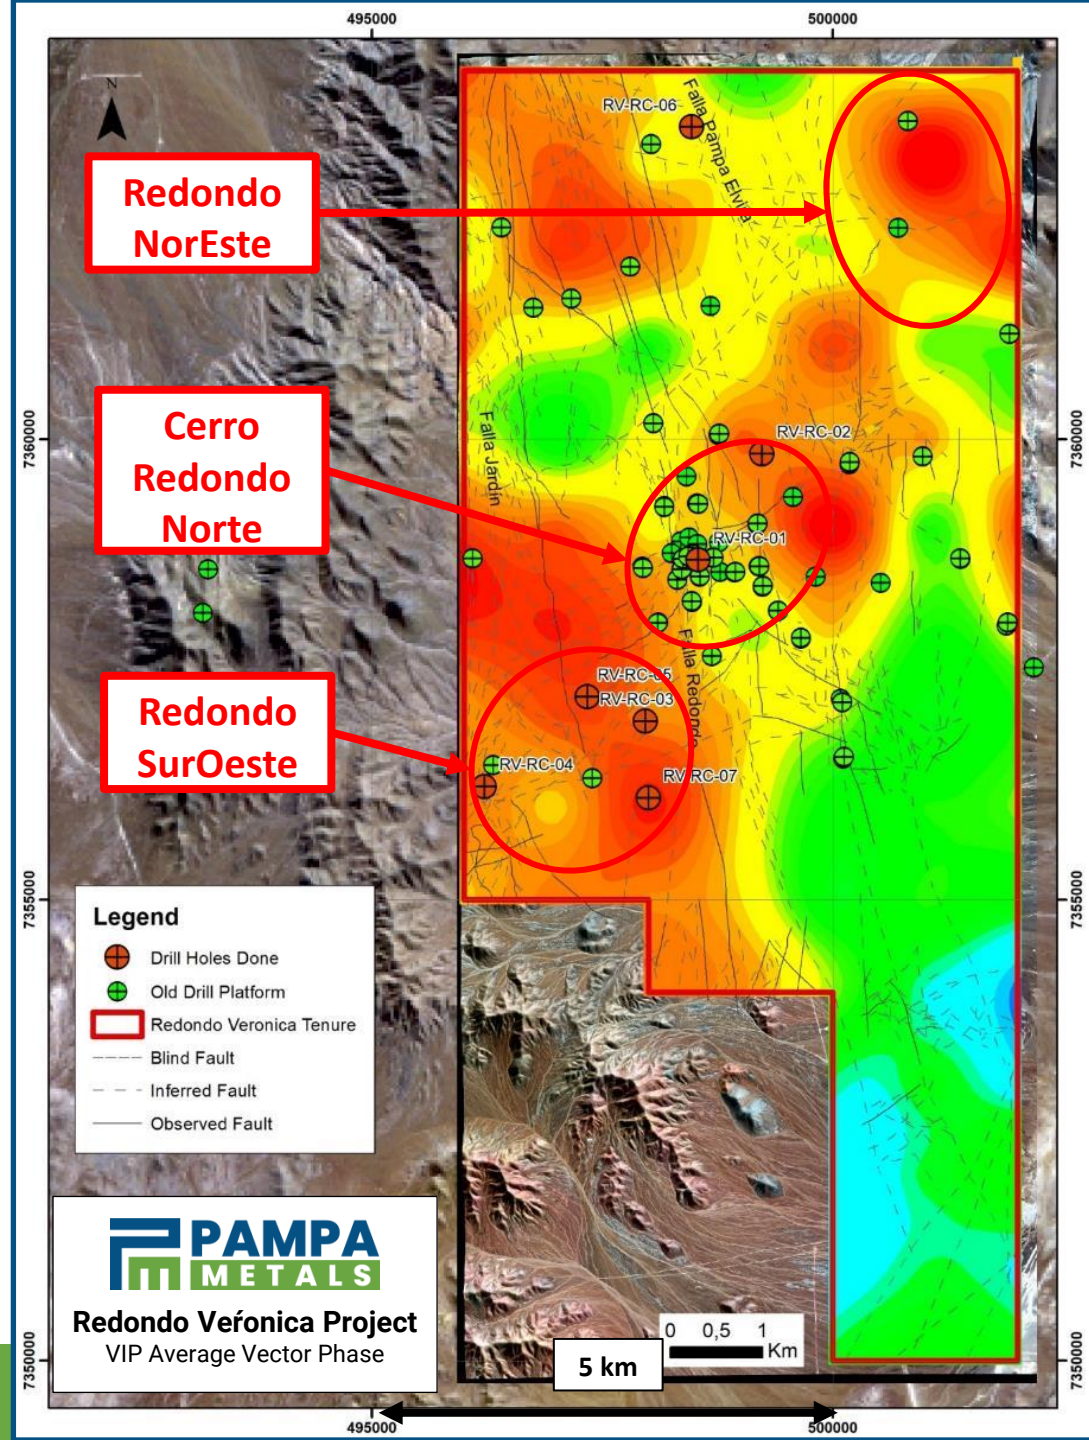 495000
500000
N
RV-RC-06
Falla Pampa Elvira
Redondo
NorEste
Cerro
Redondo
Norte
7360000
7360000
Falla Jardin
RV-RC-02
RV-RC-01
Falla Redondo
Redondo
SurOeste
RV-RC-05
RV-RC-03
RV-RC-04
RV-RC-07
7355000
7355000
Legend
Drill Holes Done
Old Drill Platform
Redondo Veronica Tenure
Blind Fault
Inferred Fault
Observed Fault
PAMPA
METALS
Redondo Veŕonica Project
VIP Average Vector Phase
0 0,5 1
Km
5 km
7350000
7350000
495000
500000